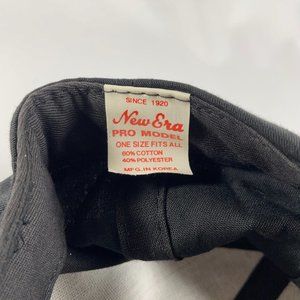 SINCE 1920
New Era
PRO MODEL
ONE SIZE FITS ALL
60% COTTON
40% POLYESTER
MFG. IN KOREA